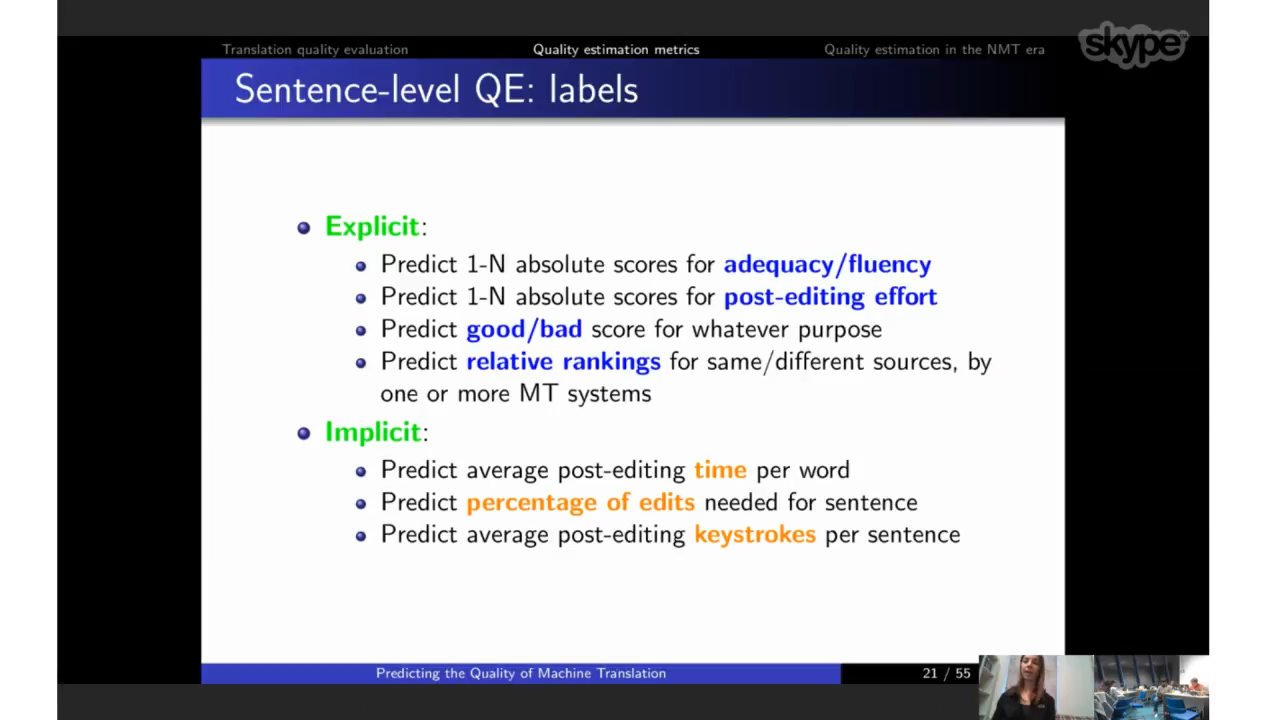 Translation quality evaluation Quality estimation metrics Quality estimation in the NMT era
skype
Sentence-level QE: labels
Explicit:
Predict 1-N absolute scores for adequacy/fluency
Predict 1-N absolute scores for post-editing effort
Predict good/bad score for whatever purpose
Predict relative rankings for same/different sources, by
one or more MT systems
Implicit:
Predict average post-editing time per word
Predict percentage of edits needed for sentence
Predict average post-editing keystrokes per sentence
Predicting the Quality of Machine Translation 21 / 55